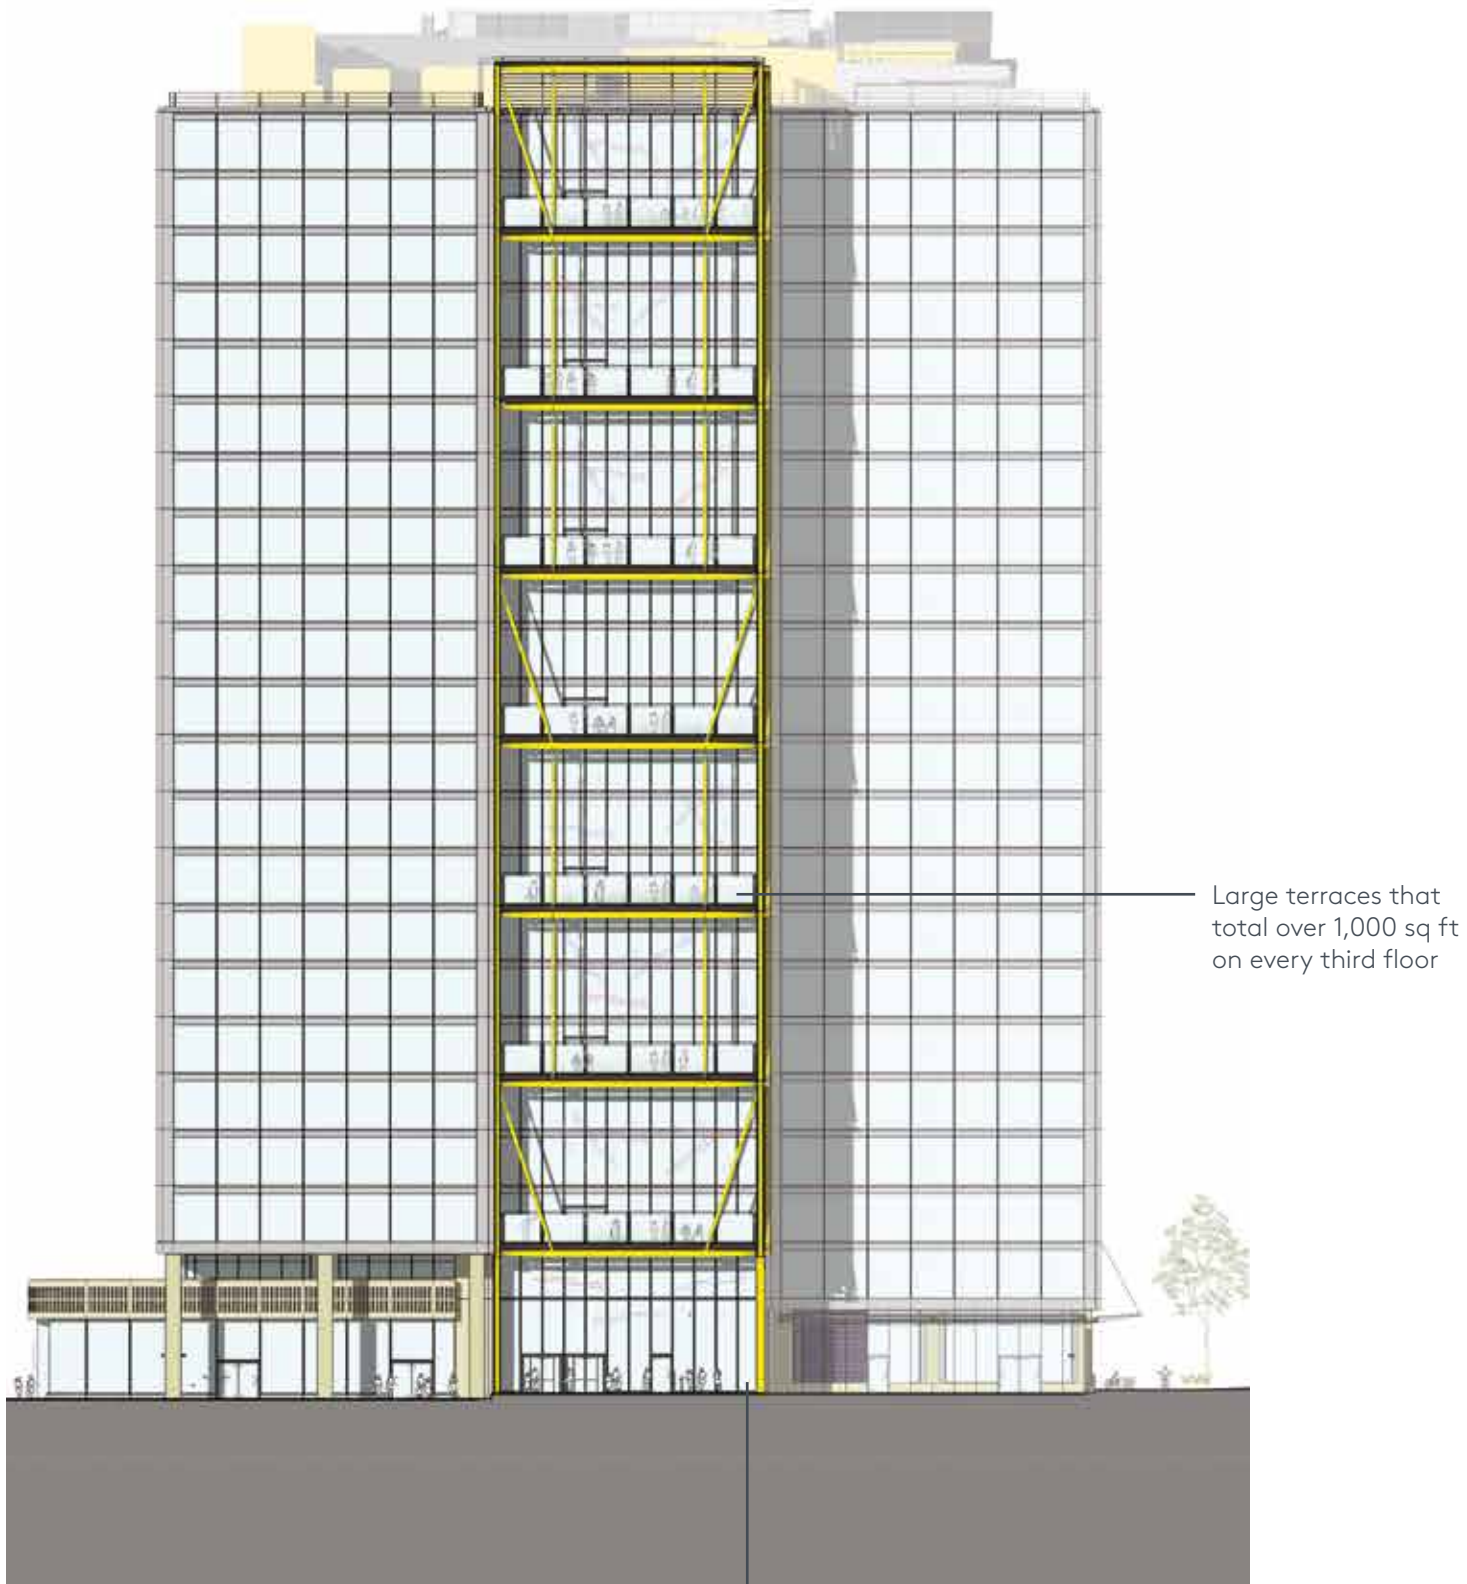 Large terraces that
total over 1,000 sq ft
on every third floor